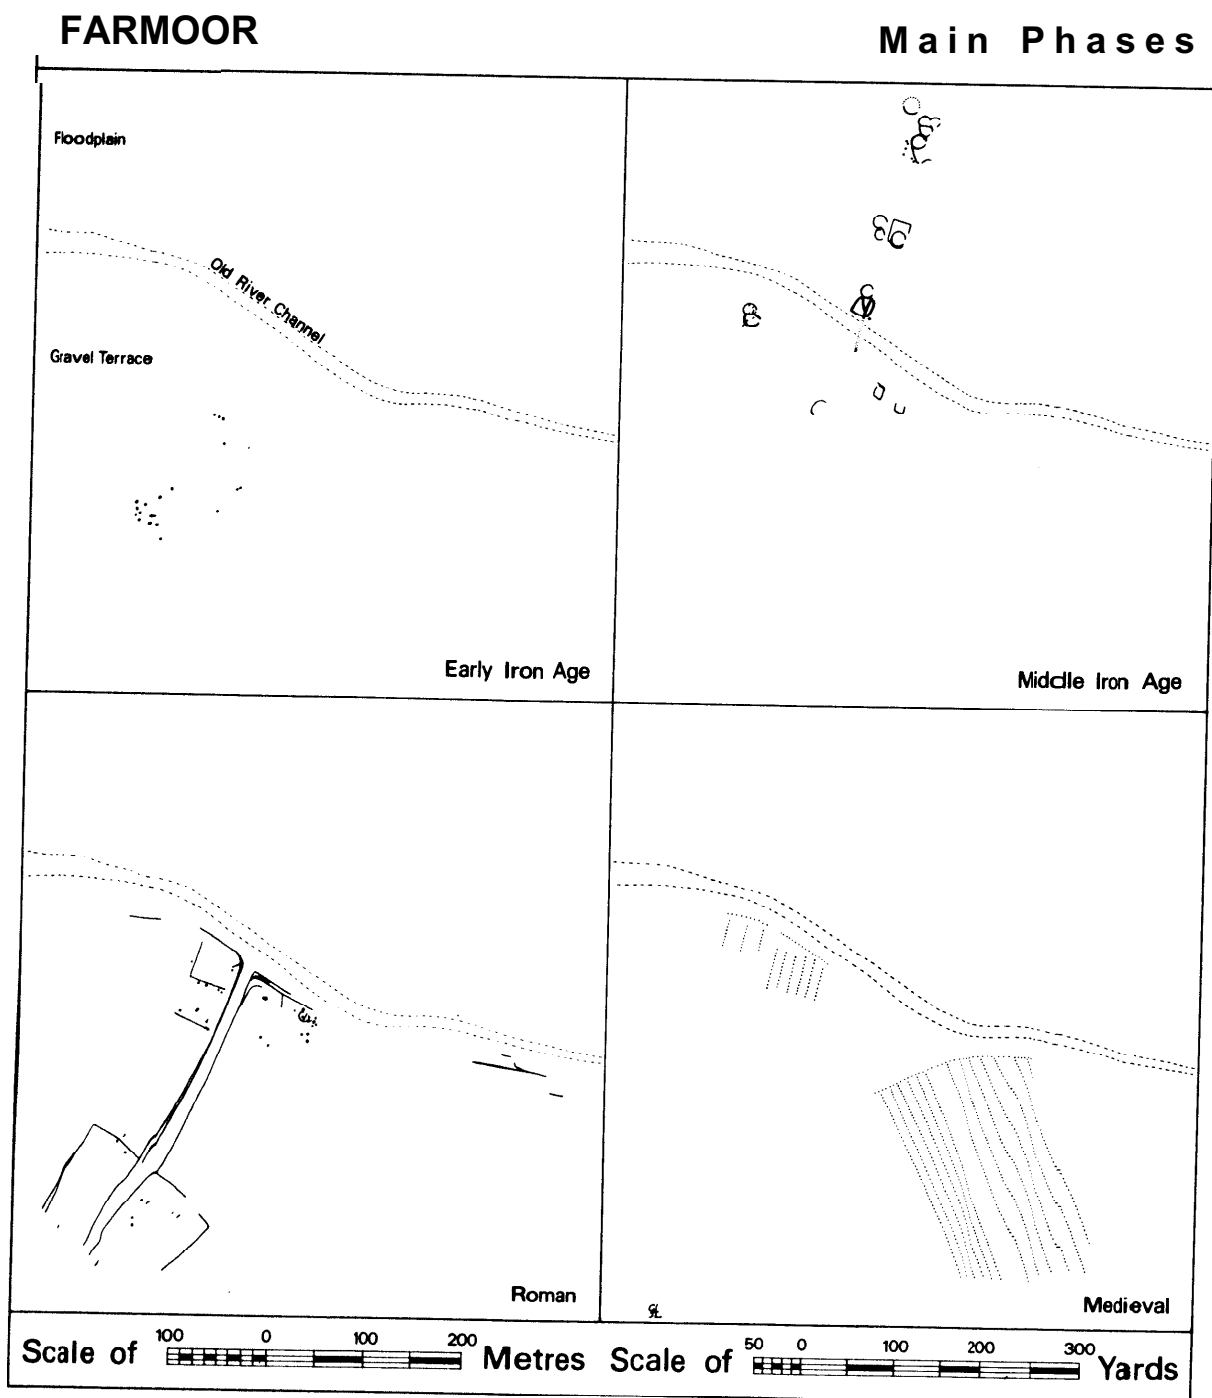 FARMOOR
Main Phases
Floodplain
Old River Channel
Gravel Terrace
Early Iron Age
Middle Iron Age
Roman
Medieval
Scale of 100 0 100 200 Metres
Scale of 50 0 100 200 300 Yards